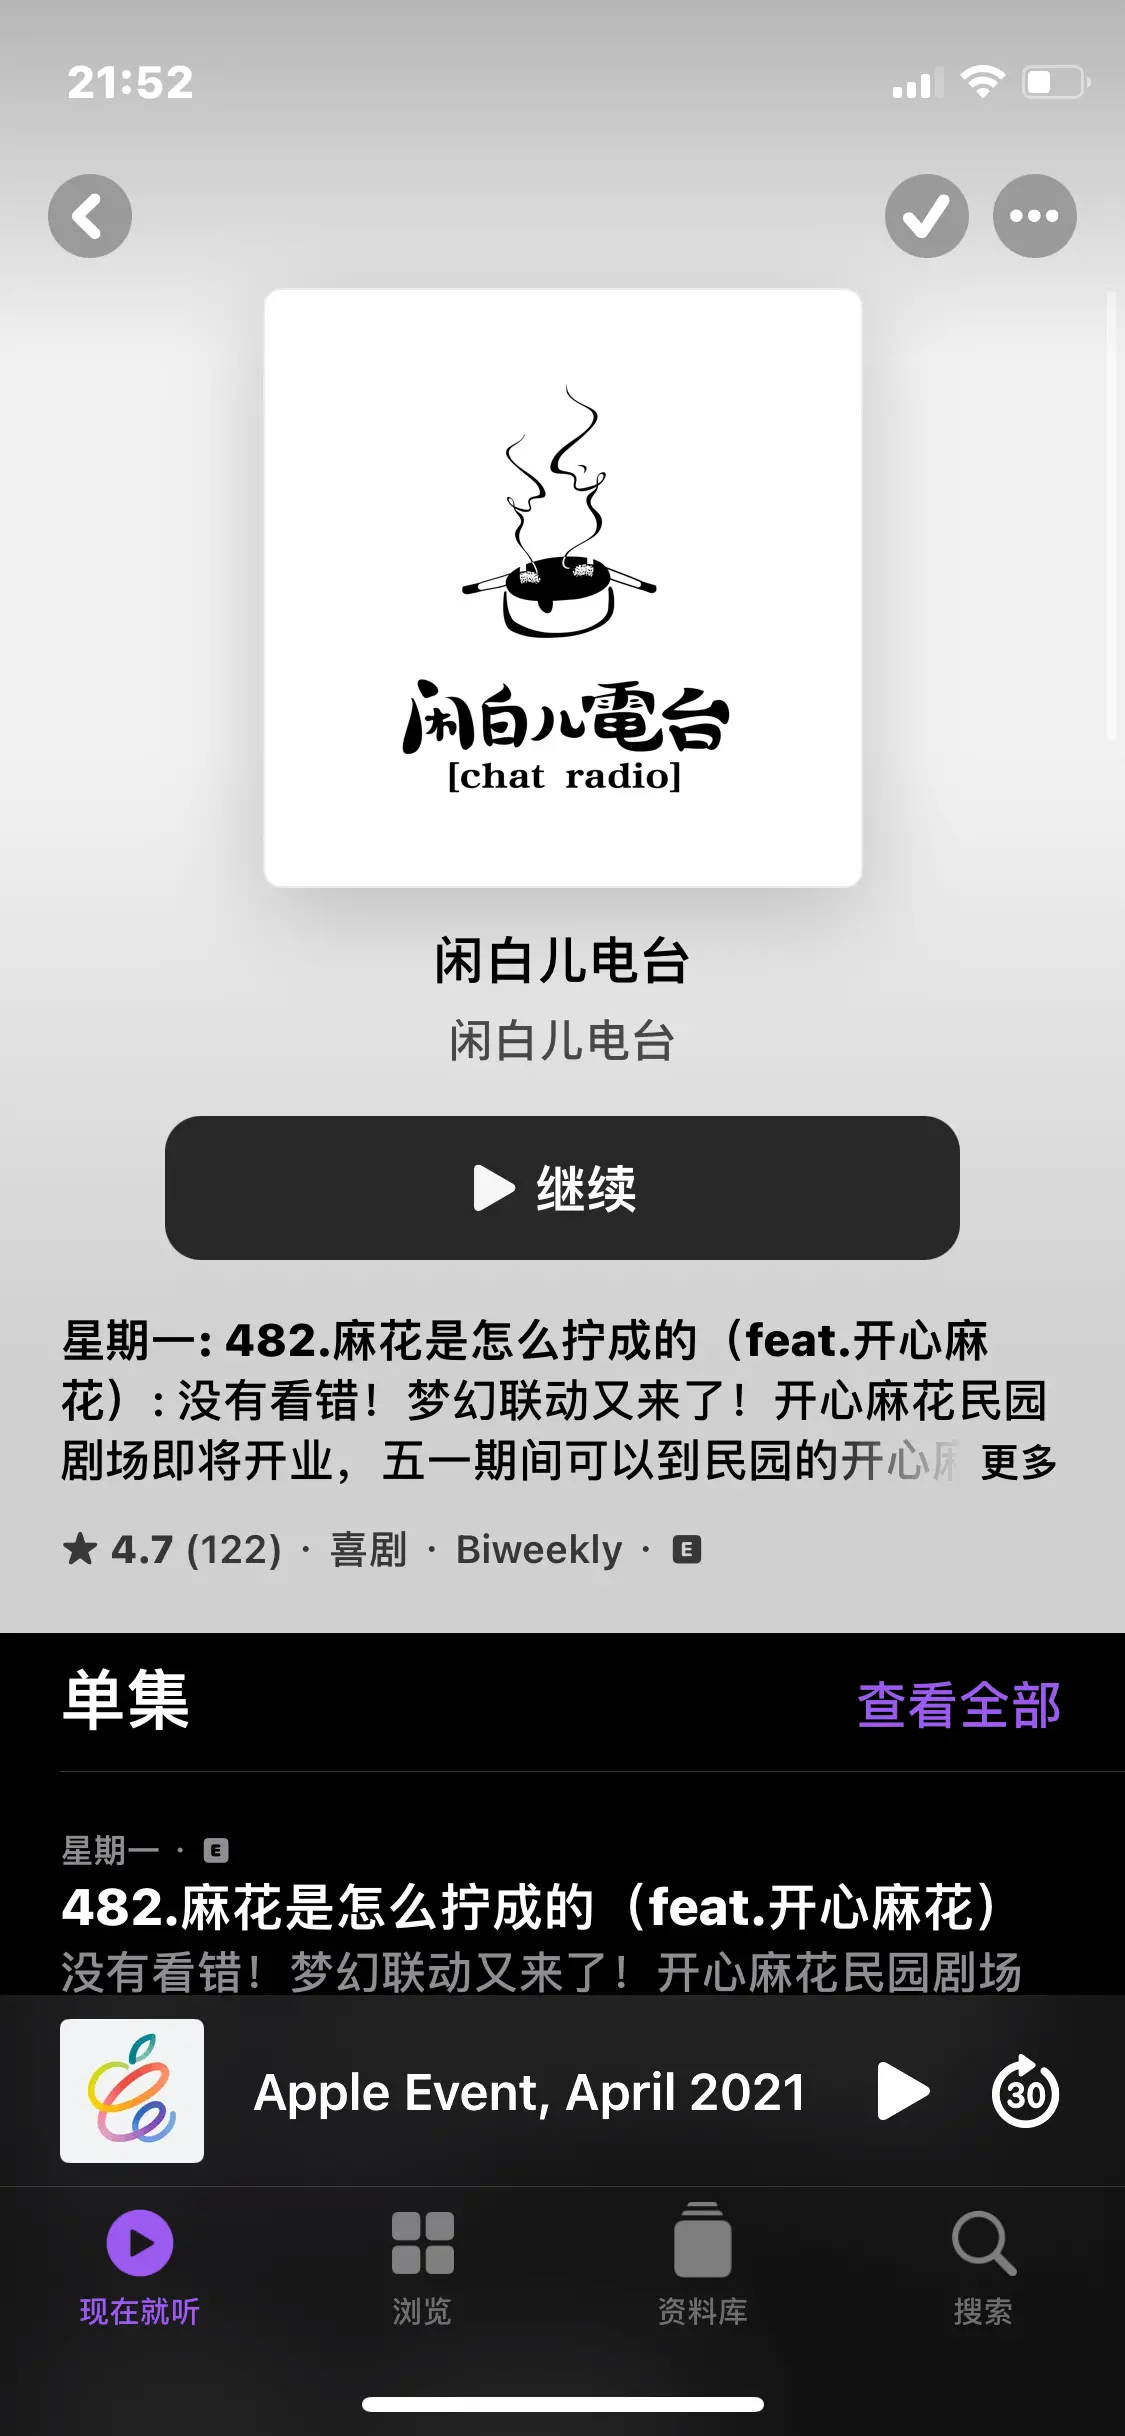 21:52
闲白儿電台
[chat radio]
闲白儿电台
闲白儿电台
继续
星期一: 482.麻花是怎么拧成的（feat.开心麻
花）: 没有看错！梦幻联动又来了！开心麻花民园
剧场即将开业，五一期间可以到民园的开心麻 更多
★ 4.7 (122) · 喜剧 · Biweekly · E
单集 查看全部
星期一 · E
482.麻花是怎么拧成的（feat.开心麻花）
没有看错！梦幻联动又来了！开心麻花民园剧场
Apple Event, April 2021
30
现在就听 浏览 资料库 搜索